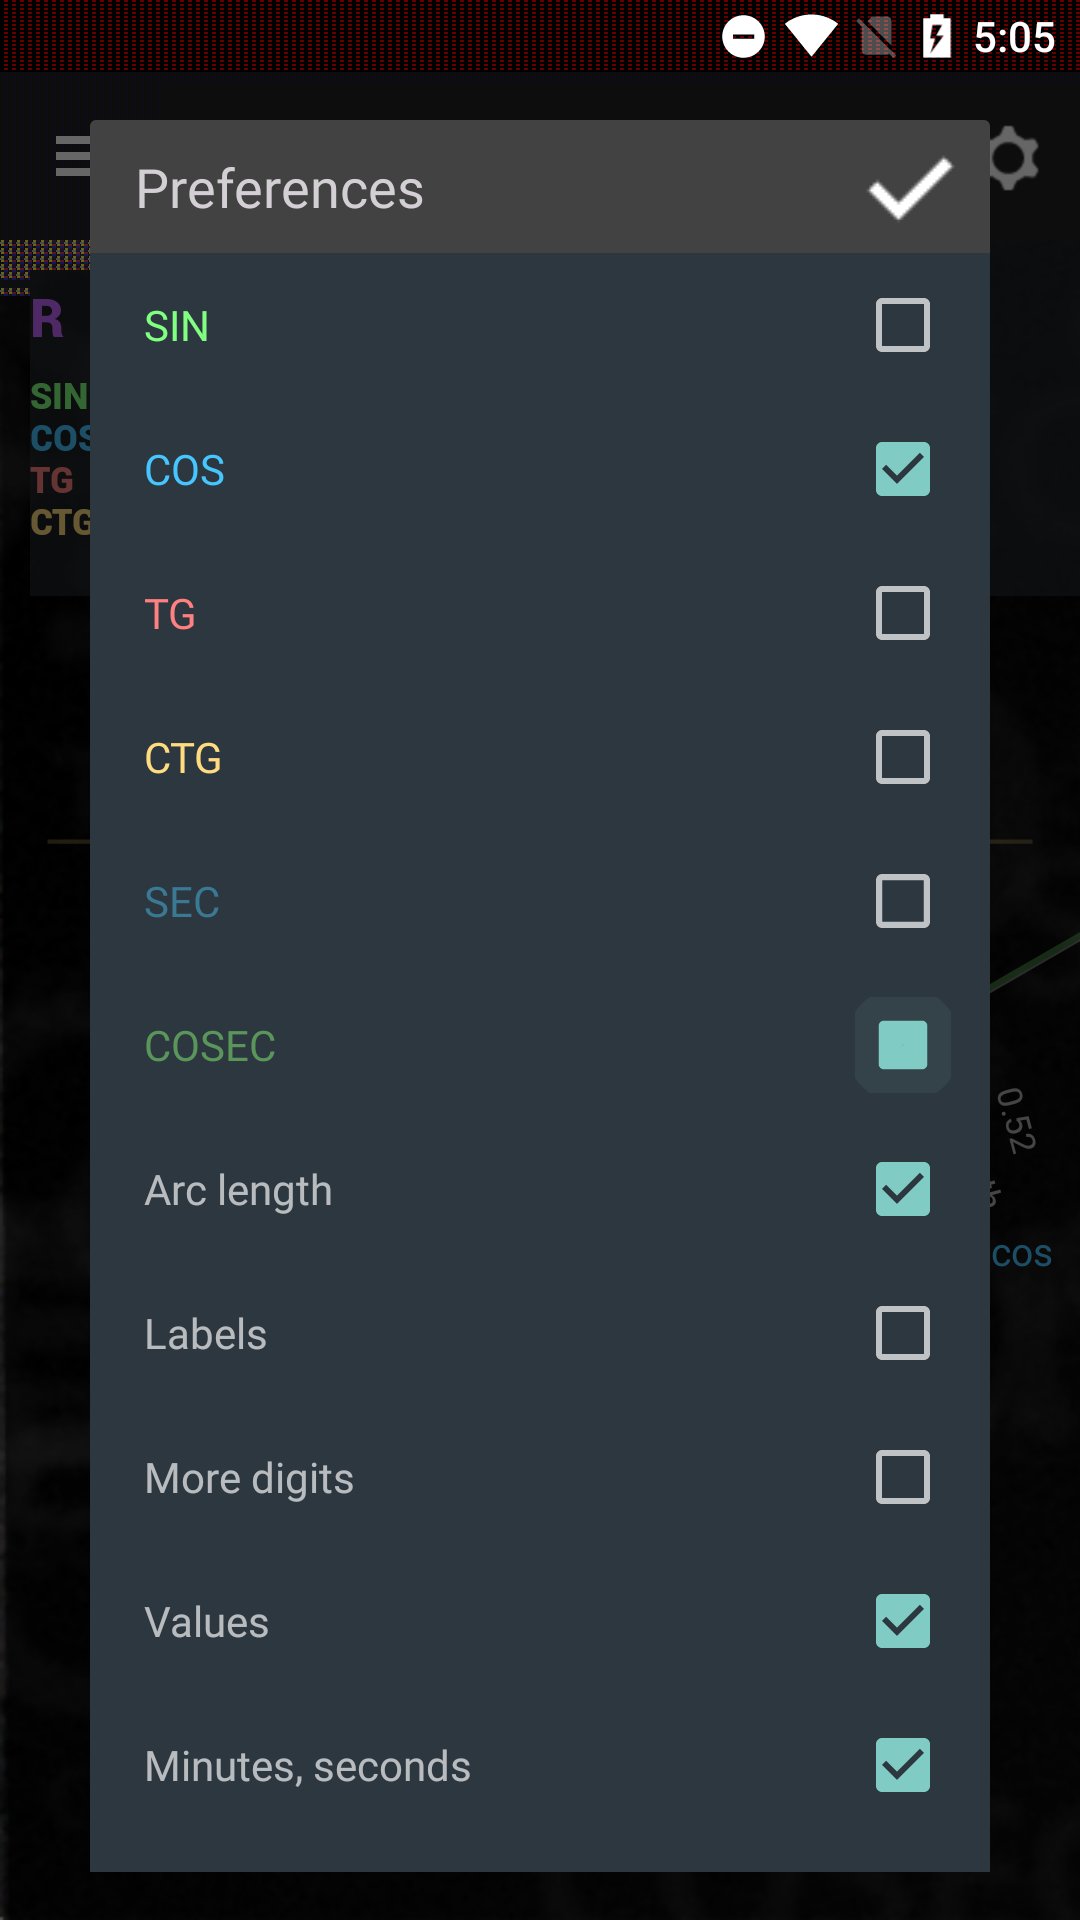 5:05
Preferences
R
SIN
COS
TG
CTG
SIN
COS
TG
CTG
SEC
COSEC
0.52
Arc length
cos
Labels
More digits
Values
Minutes, seconds